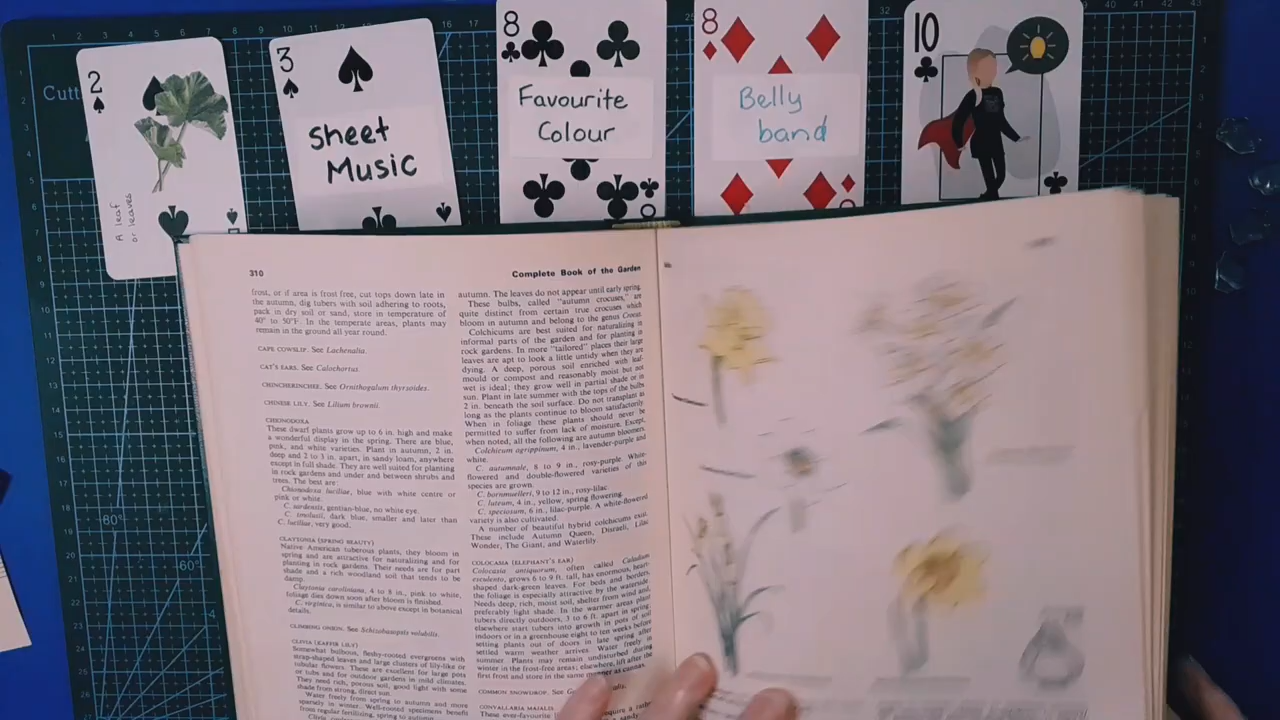 2
A leaf
or leaves
3
Sheet
Music
8
Favourite
Colour
8
Belly
band
10
310
Complete Book of the Garden
frost, or if area is frost free, cut tops down late in
the autumn, dig tubers with soil adhering to roots,
pack in dry soil or sand, store in temperature of
40° to 50°F. In the temperate areas, plants may
remain in the ground all year round.
CAPE COWSLIP. See Lachenalia.
CAT'S EARS. See Calochortus.
CHINCHERINCHEE. See Ornithogalum thyrsoides.
CHINESE LILY. See Lilium brownii.
CHIONODOXA
These dwarf plants grow up to 6 in. high and make
a wonderful display in the spring. There are blue,
pink, and white varieties. Plant in autumn, 2 in.
deep and 2 to 3 in. apart, in sandy loam, anywhere
except in full shade. They are well suited for planting
in rock gardens and under and between shrubs and
trees. The best are:
Chionodoxa luciliae, blue with white centre or
pink or white.
C. sardensis, gentian-blue, no white eye.
C. tmolusii, dark blue, smaller and later than
C. luciliae, very good.
CLAYTONIA (SPRING BEAUTY)
Native American tuberous plants, they bloom in
spring and are attractive for naturalizing and for
planting in rock gardens. Their needs are for part
shade and a rich woodland soil that tends to be
damp.
Claytonia caroliniana, 4 to 8 in., pink to white,
foliage dies down soon after bloom is finished.
C. virginica, is similar to above except in botanical
details.
CLIMBING ONION. See Schizobasopsis volubilis.
CLIVIA (KAFFIR LILY)
Somewhat bulbous, fleshy-rooted evergreens with
strap-shaped leaves and large clusters of lily-like or
tubular flowers. These are excellent for large pots
or tubs and for outdoor gardens in mild climates.
They need rich, porous soil, good light with some
shade from strong, direct sun.
Water freely from spring to autumn and more
sparsely in winter. Well-rooted specimens benefit
from regular fertilising, spring to autumn.
autumn. The leaves do not appear until early spring.
These bulbs, called "autumn crocuses," are
quite distinct from certain true crocuses which
bloom in autumn and belong to the genus Crocus.
Colchicums are best suited for naturalizing in
informal parts of the garden and for planting in
rock gardens. In more "tailored" places their large
leaves are apt to look a little untidy when they are
dying. A deep, porous soil enriched with leaf-
mould or compost and reasonably moist but not
wet is ideal; they grow well in partial shade or in
sun. Plant in late summer with the tops of the bulbs
2 in. beneath the soil surface. Do not transplant as
long as the plants continue to bloom satisfactorily
When in foliage these plants should never be
permitted to suffer from lack of moisture. Except,
when noted, all the following are autumn bloomers
Colchicum agrippinum, 4 in., lavender-purple and
white.
C. autumnale, 8 to 9 in., rosy-purple. White-
flowered and double-flowered varieties of this
species are grown.
C. bornmuelleri, 9 to 12 in., rosy-lilac.
C. luteum, 4 in., yellow, spring flowering.
C. speciosum, 6 in., lilac-purple. A white-flowered
variety is also cultivated.
A number of beautiful hybrid colchicums exist.
These include Autumn Queen, Disraeli, Lilac
Wonder, The Giant, and Waterlily.
COLOCASIA (ELEPHANT'S EAR)
Colocasia antiquorum, often called Caladium
esculentum, grows 6 to 9 ft. tall, has enormous, heart-
shaped dark-green leaves. For beds and borders,
the foliage is especially attractive by the waterside
Needs deep, rich, moist soil, shelter from wind and,
preferably light shade. In the warmer areas plant
tubers directly outdoors, 3 to 6 ft. apart in spring,
elsewhere start tubers into growth in pots of soil
indoors or in a greenhouse eight to ten weeks before
setting plants out of doors in late spring after
settled warm weather arrives. Water freely in
summer. Plants may remain undisturbed during
winter in the frost-free areas; elsewhere, lift after the
first frost and store in the same manner as cannas.
COMMON SNOWDROP. See
CONVALLARIA MAJALIS
These ever-favourite